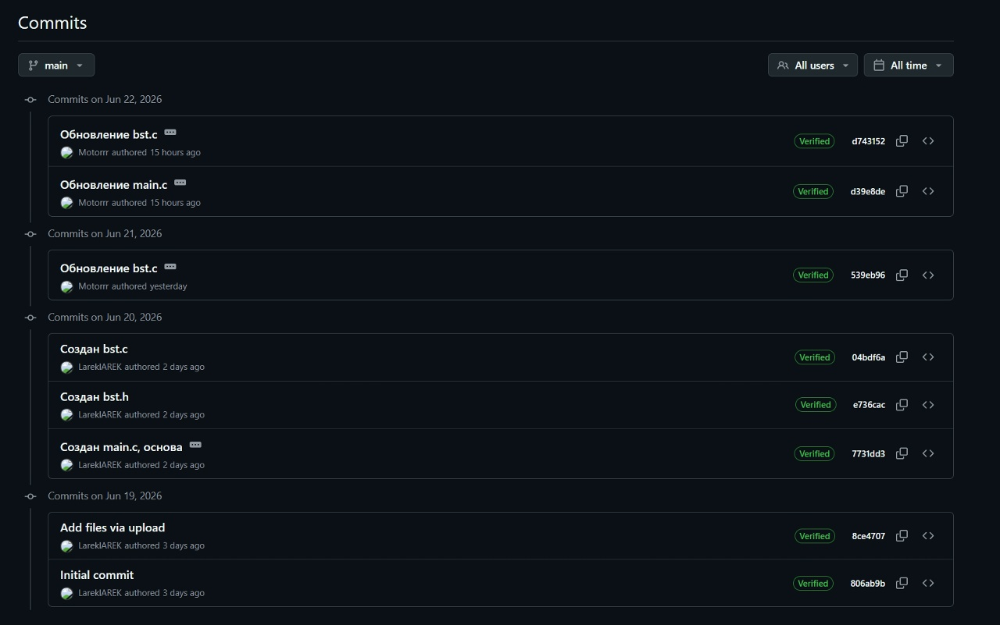 Commits
main
All users
All time
Commits on Jun 22, 2026
Обновление bst.c
Verified
d743152
Motorrr authored 15 hours ago
Обновление main.c
Verified
d39e8de
Motorrr authored 15 hours ago
Commits on Jun 21, 2026
Обновление bst.c
Verified
539eb96
Motorrr authored yesterday
Commits on Jun 20, 2026
Создан bst.c
Verified
04bdf6a
LareklAREK authored 2 days ago
Создан bst.h
Verified
e736cac
LareklAREK authored 2 days ago
Создан main.c, основа
Verified
7731dd3
LareklAREK authored 2 days ago
Commits on Jun 19, 2026
Add files via upload
Verified
8ce4707
LareklAREK authored 3 days ago
Initial commit
Verified
806ab9b
LareklAREK authored 3 days ago